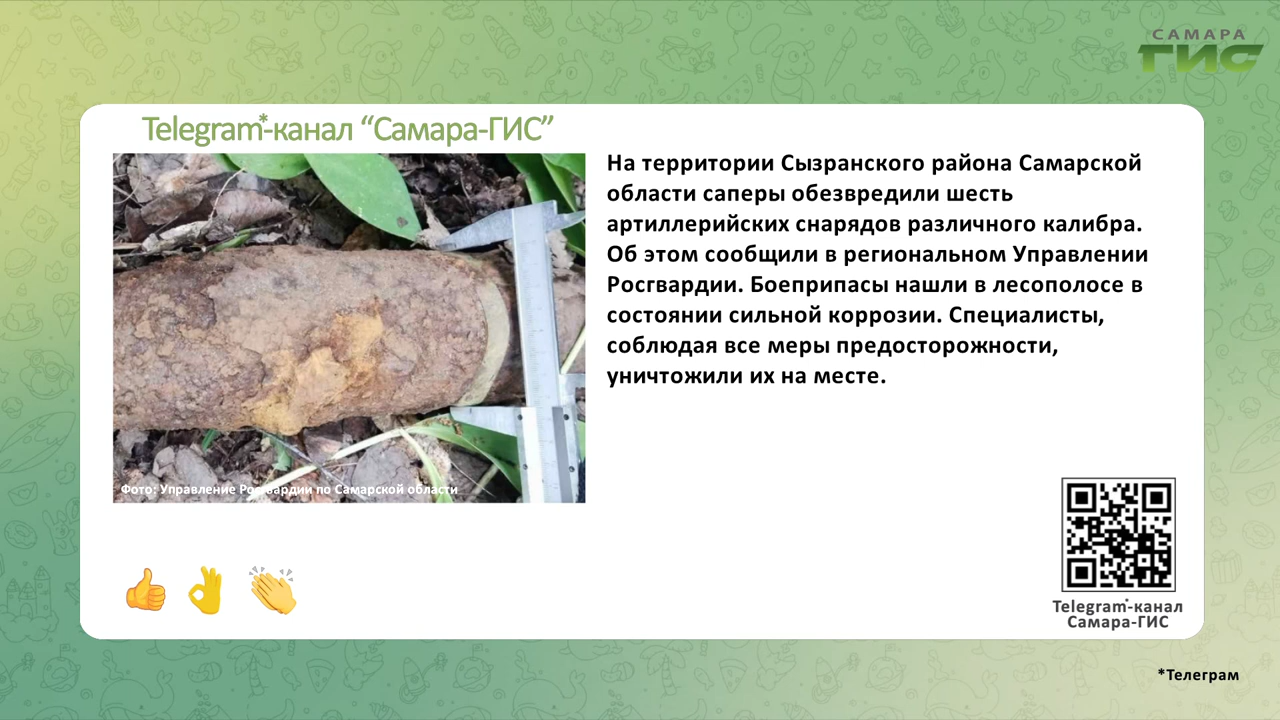 САМАРА
ГИС
Telegram*-канал “Самара-ГИС”
На территории Сызранского района Самарской
области саперы обезвредили шесть
артиллерийских снарядов различного калибра.
Об этом сообщили в региональном Управлении
Росгвардии. Боеприпасы нашли в лесополосе в
состоянии сильной коррозии. Специалисты,
соблюдая все меры предосторожности,
уничтожили их на месте.
Фото: Управление Росгвардии по Самарской области
Telegram*-канал
Самара-ГИС
*Телеграм